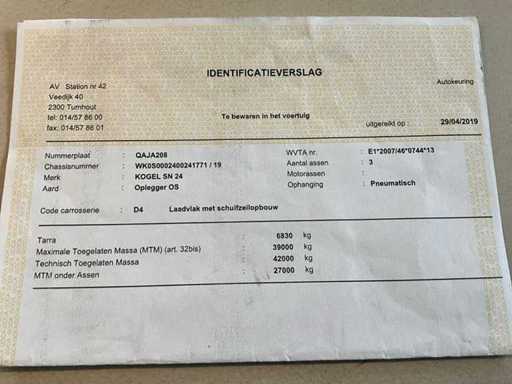 IDENTIFICATIEVERSLAG
Autokeuring
AV Station nr 42
Veedijk 40
2300 Turnhout
tel: 014/57 86 00
fax: 014/57 86 01
Te bewaren in het voertuig
uitgereikt op : 29/04/2019
Nummerplaat : QAJA208
Chassisnummer : WK0S0002400241771 / 19
Merk : KOGEL SN 24
Aard : Oplegger OS
WVTA nr. : E1*2007/46*0744*13
Aantal assen : 3
Motorassen :
Ophanging : Pneumatisch
Code carrosserie : D4 Laadvlak met schuifzeilopbouw
Tarra : 6830 kg
Maximale Toegelaten Massa (MTM) (art. 32bis) : 39000 kg
Technisch Toegelaten Massa : 42000 kg
MTM onder Assen : 27000 kg